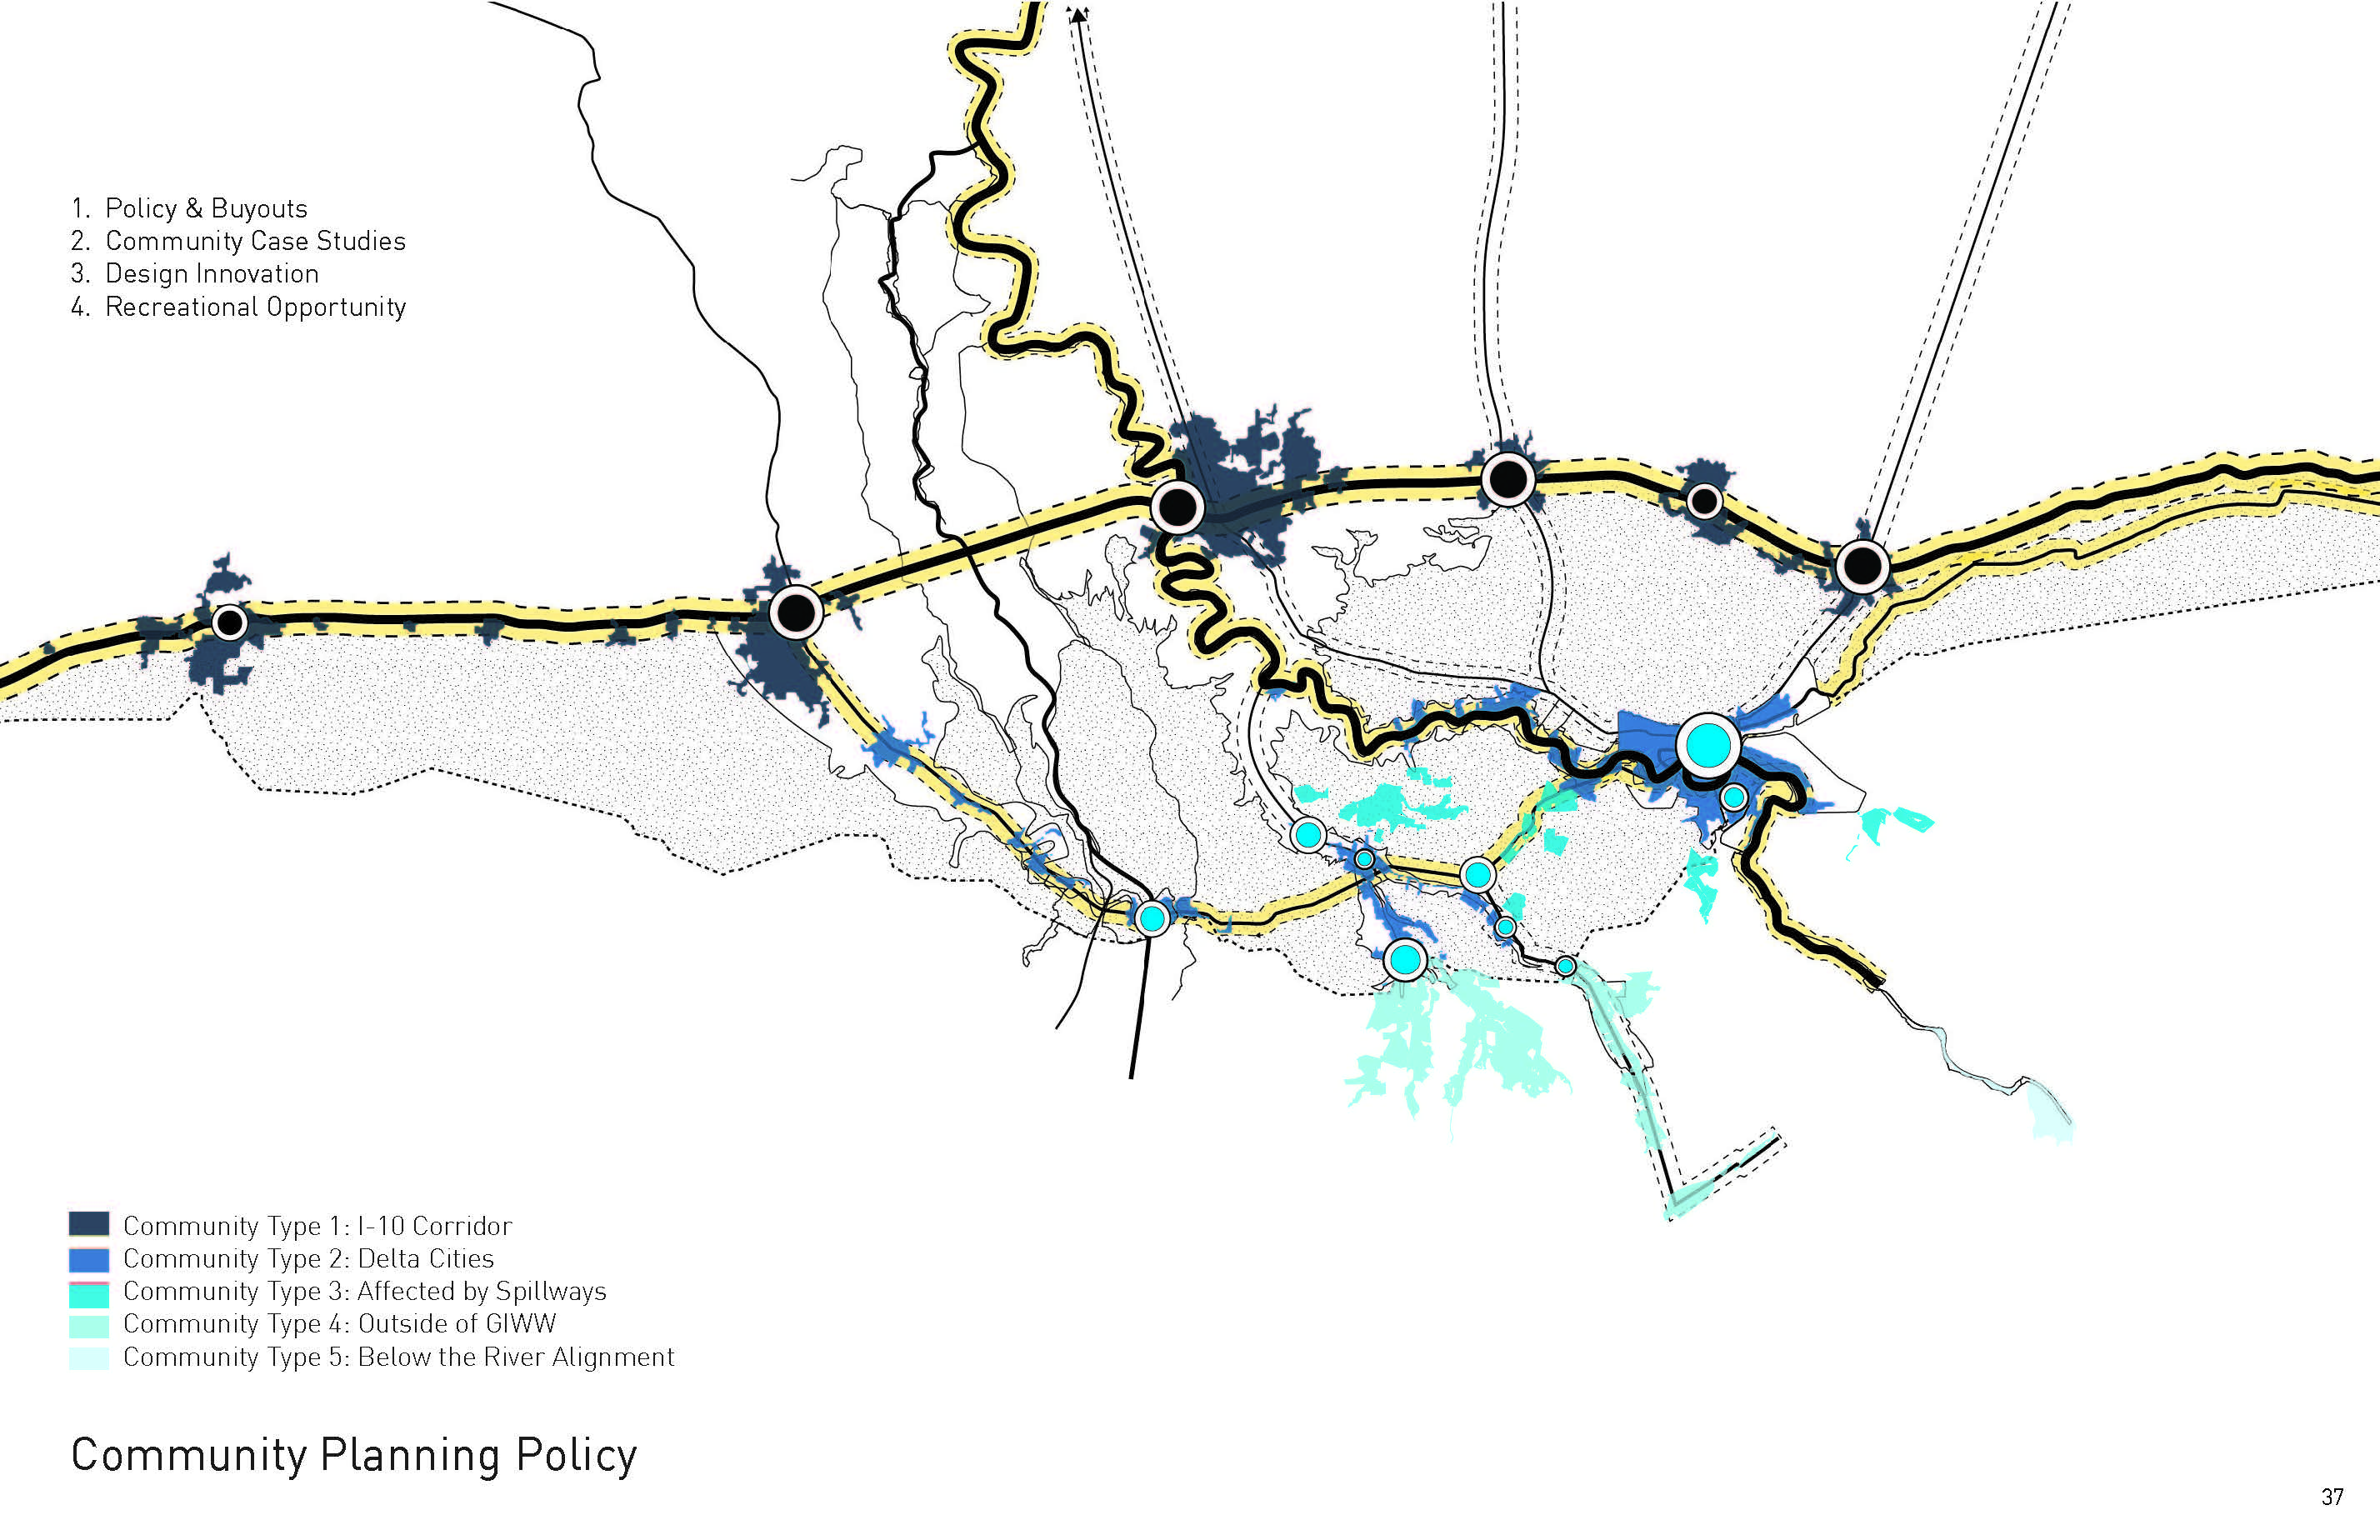 1. Policy & Buyouts
2. Community Case Studies
3. Design Innovation
4. Recreational Opportunity
Community Type 1: I-10 Corridor
Community Type 2: Delta Cities
Community Type 3: Affected by Spillways
Community Type 4: Outside of GIWW
Community Type 5: Below the River Alignment
Community Planning Policy
37